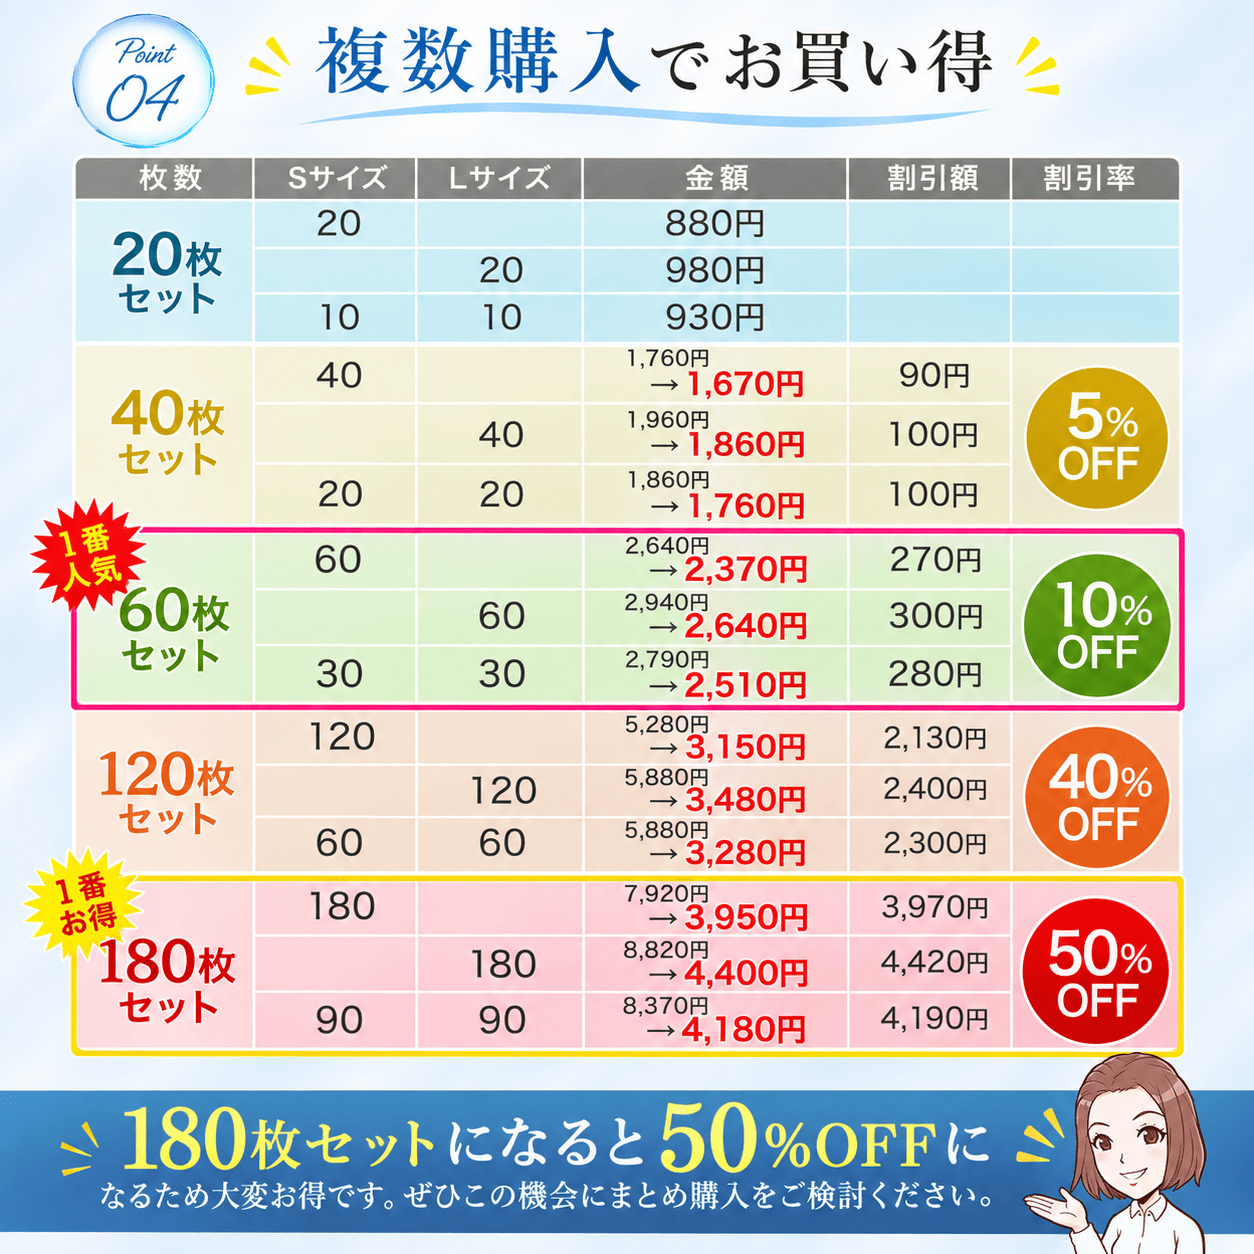 Point
04
複数購入でお買い得
枚数 Sサイズ Lサイズ 金額 割引額 割引率
20枚
セット
20 880円
20 980円
10 10 930円
40枚
セット
40 1,760円
→1,670円 90円
40 1,960円
→1,860円 100円
20 20 1,860円
→1,760円 100円
5%
OFF
1番
人気
60枚
セット
60 2,640円
→2,370円 270円
60 2,940円
→2,640円 300円
30 30 2,790円
→2,510円 280円
10%
OFF
120枚
セット
120 5,280円
→3,150円 2,130円
120 5,880円
→3,480円 2,400円
60 60 5,880円
→3,280円 2,300円
40%
OFF
1番
お得
180枚
セット
180 7,920円
→3,950円 3,970円
180 8,820円
→4,400円 4,420円
90 90 8,370円
→4,180円 4,190円
50%
OFF
180枚セットになると50%OFFに
なるため大変お得です。ぜひこの機会にまとめ購入をご検討ください。